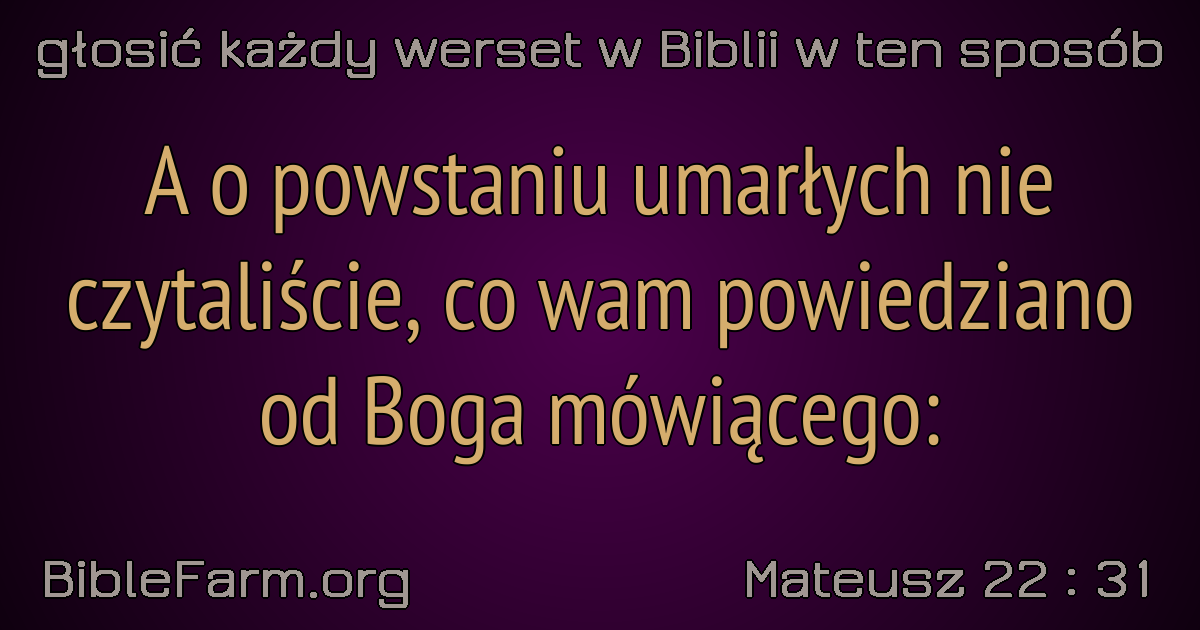 głosić każdy werset w Biblii w ten sposób
A o powstaniu umarłych nie
czytaliście, co wam powiedziano
od Boga mówiącego:
BibleFarm.org
Mateusz 22 : 31